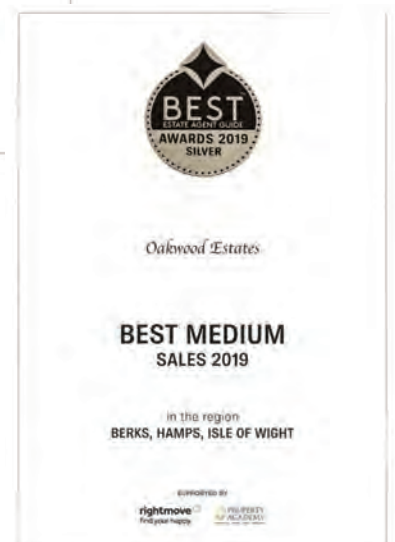 BEST
ESTATE AGENT GUIDE
AWARDS 2019
SILVER
Oakwood Estates
BEST MEDIUM
SALES 2019
in the region
BERKS, HAMPS, ISLE OF WIGHT
SUPPORTED BY
rightmove
find your happy
PROPERTY
ACADEMY